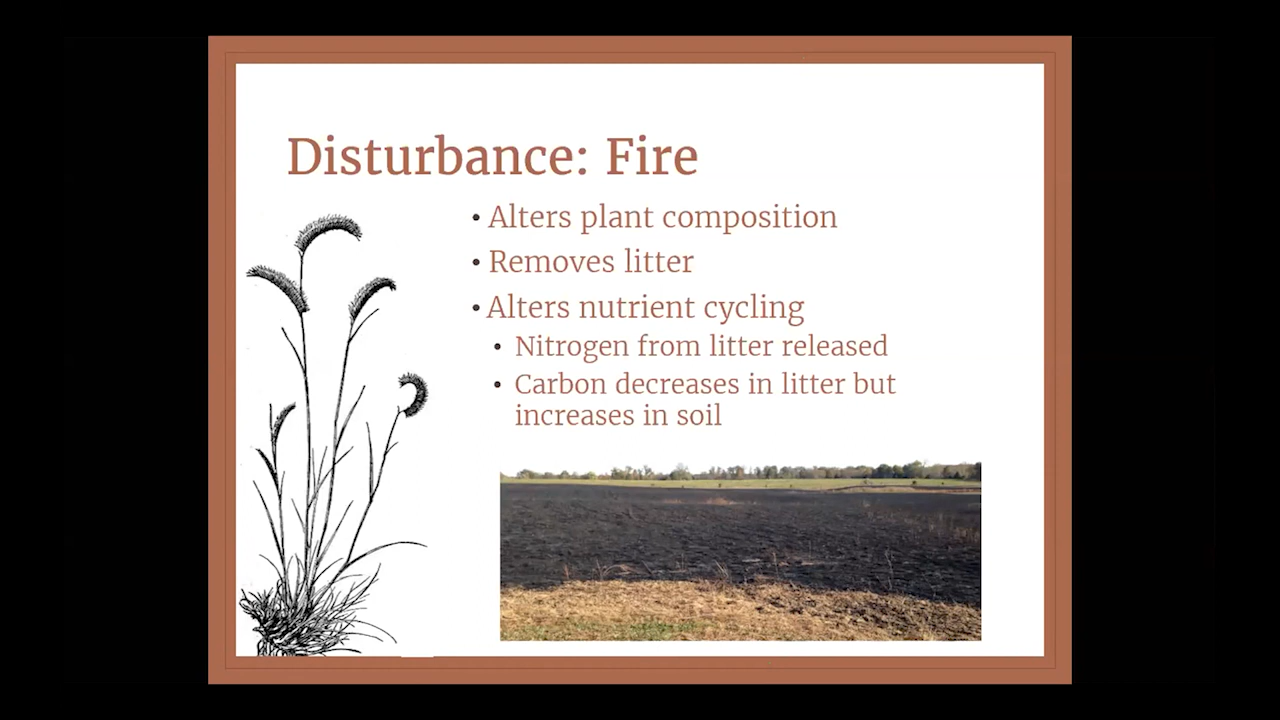 Disturbance: Fire
• Alters plant composition
• Removes litter
• Alters nutrient cycling
• Nitrogen from litter released
• Carbon decreases in litter but
increases in soil